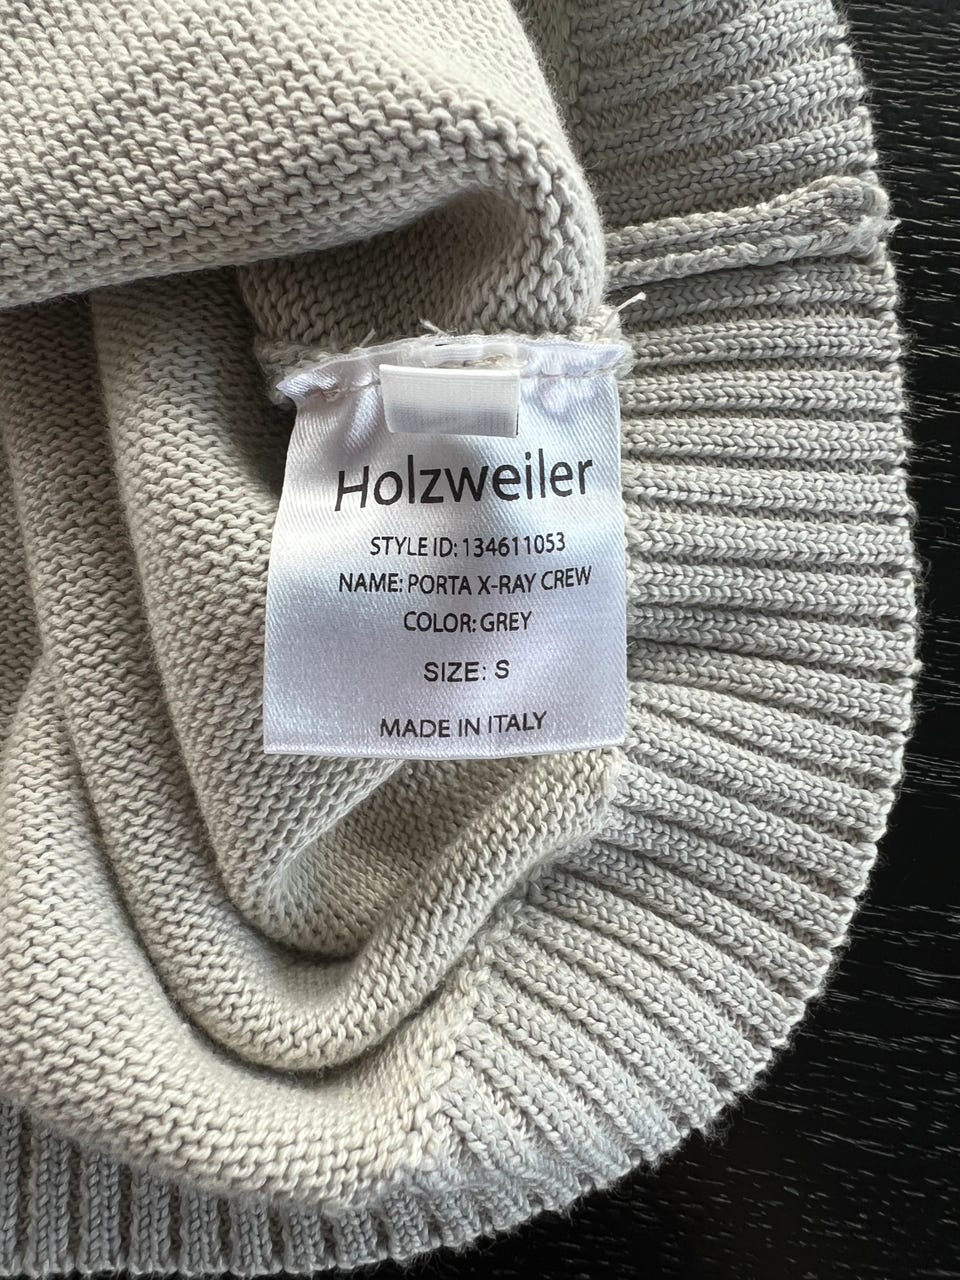 Holzweiler
STYLE ID: 134611053
NAME: PORTA X-RAY CREW
COLOR: GREY
SIZE: S
MADE IN ITALY